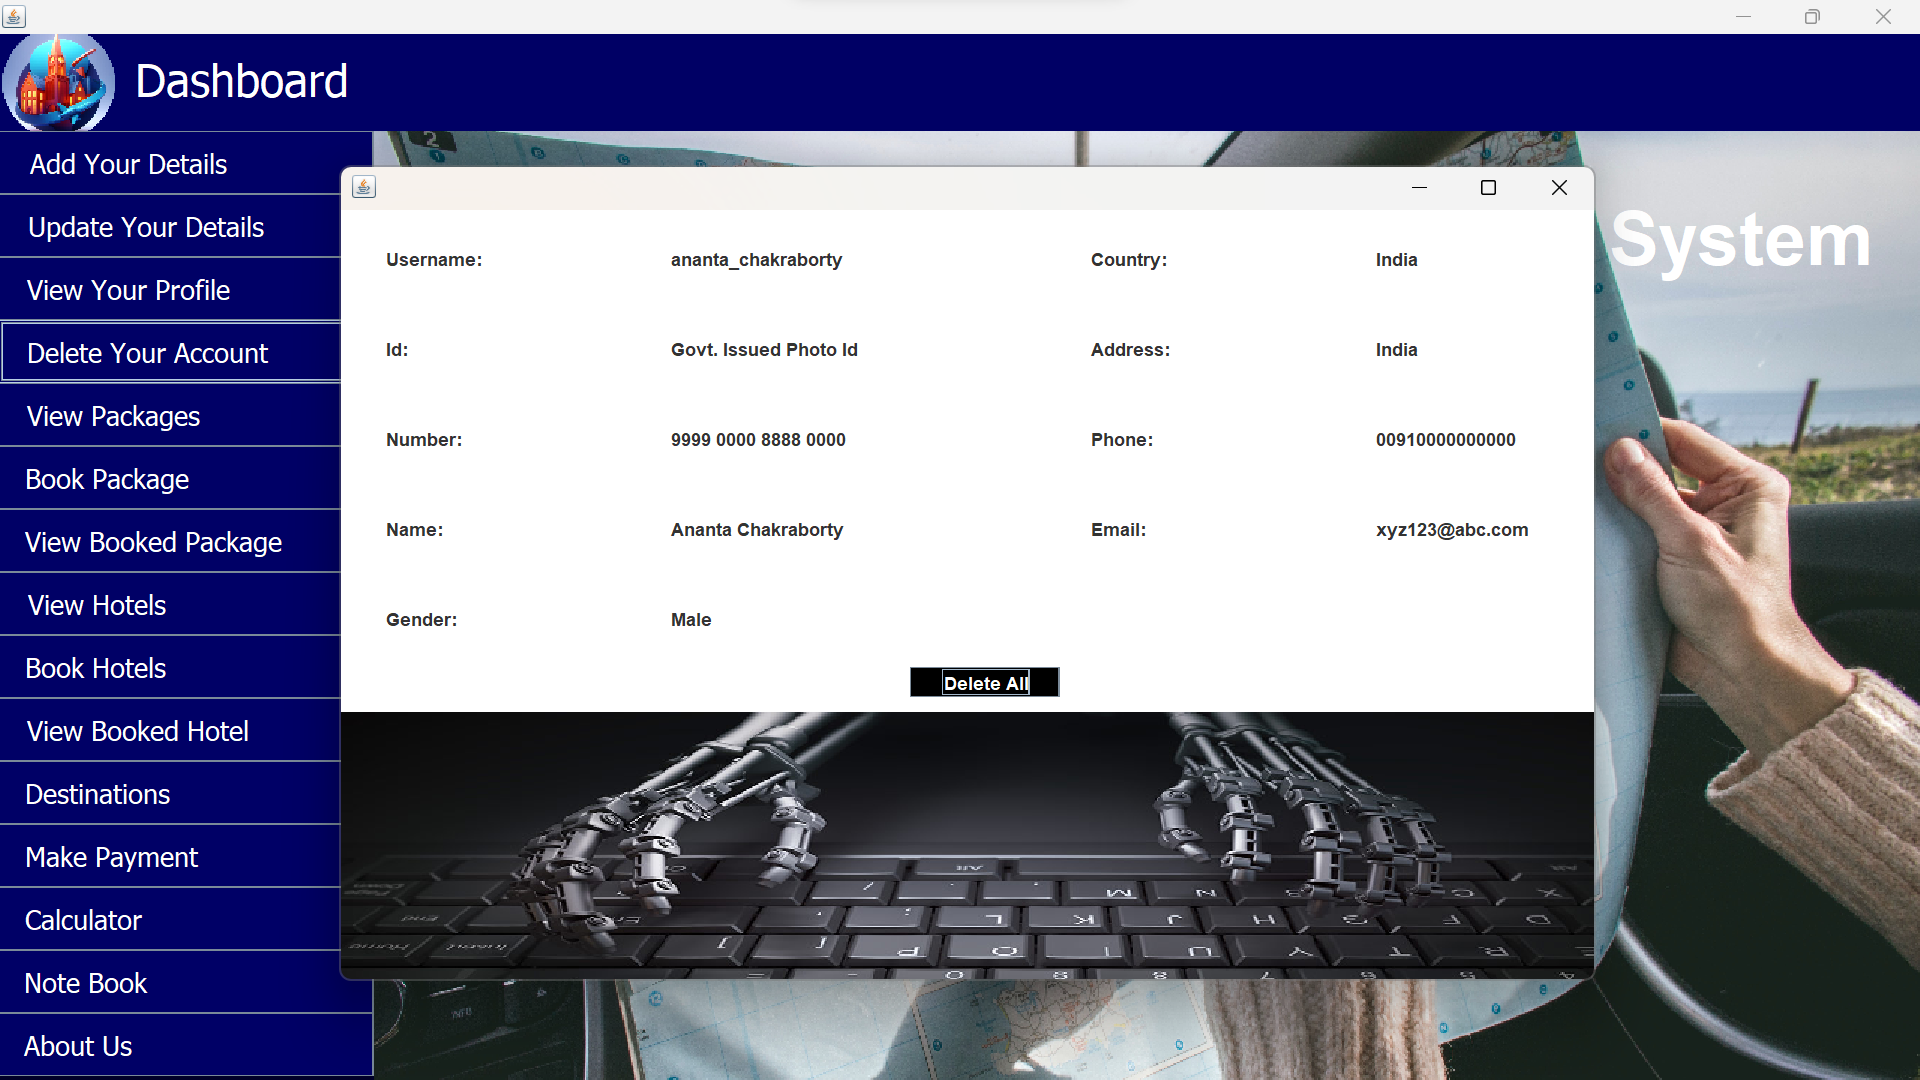 Dashboard
Add Your Details
Update Your Details
View Your Profile
Delete Your Account
View Packages
Book Package
View Booked Package
View Hotels
Book Hotels
View Booked Hotel
Destinations
Make Payment
Calculator
Note Book
About Us
System
Username: ananta_chakraborty Country: India
Id: Govt. Issued Photo Id Address: India
Number: 9999 0000 8888 0000 Phone: 00910000000000
Name: Ananta Chakraborty Email: xyz123@abc.com
Gender: Male
Delete All